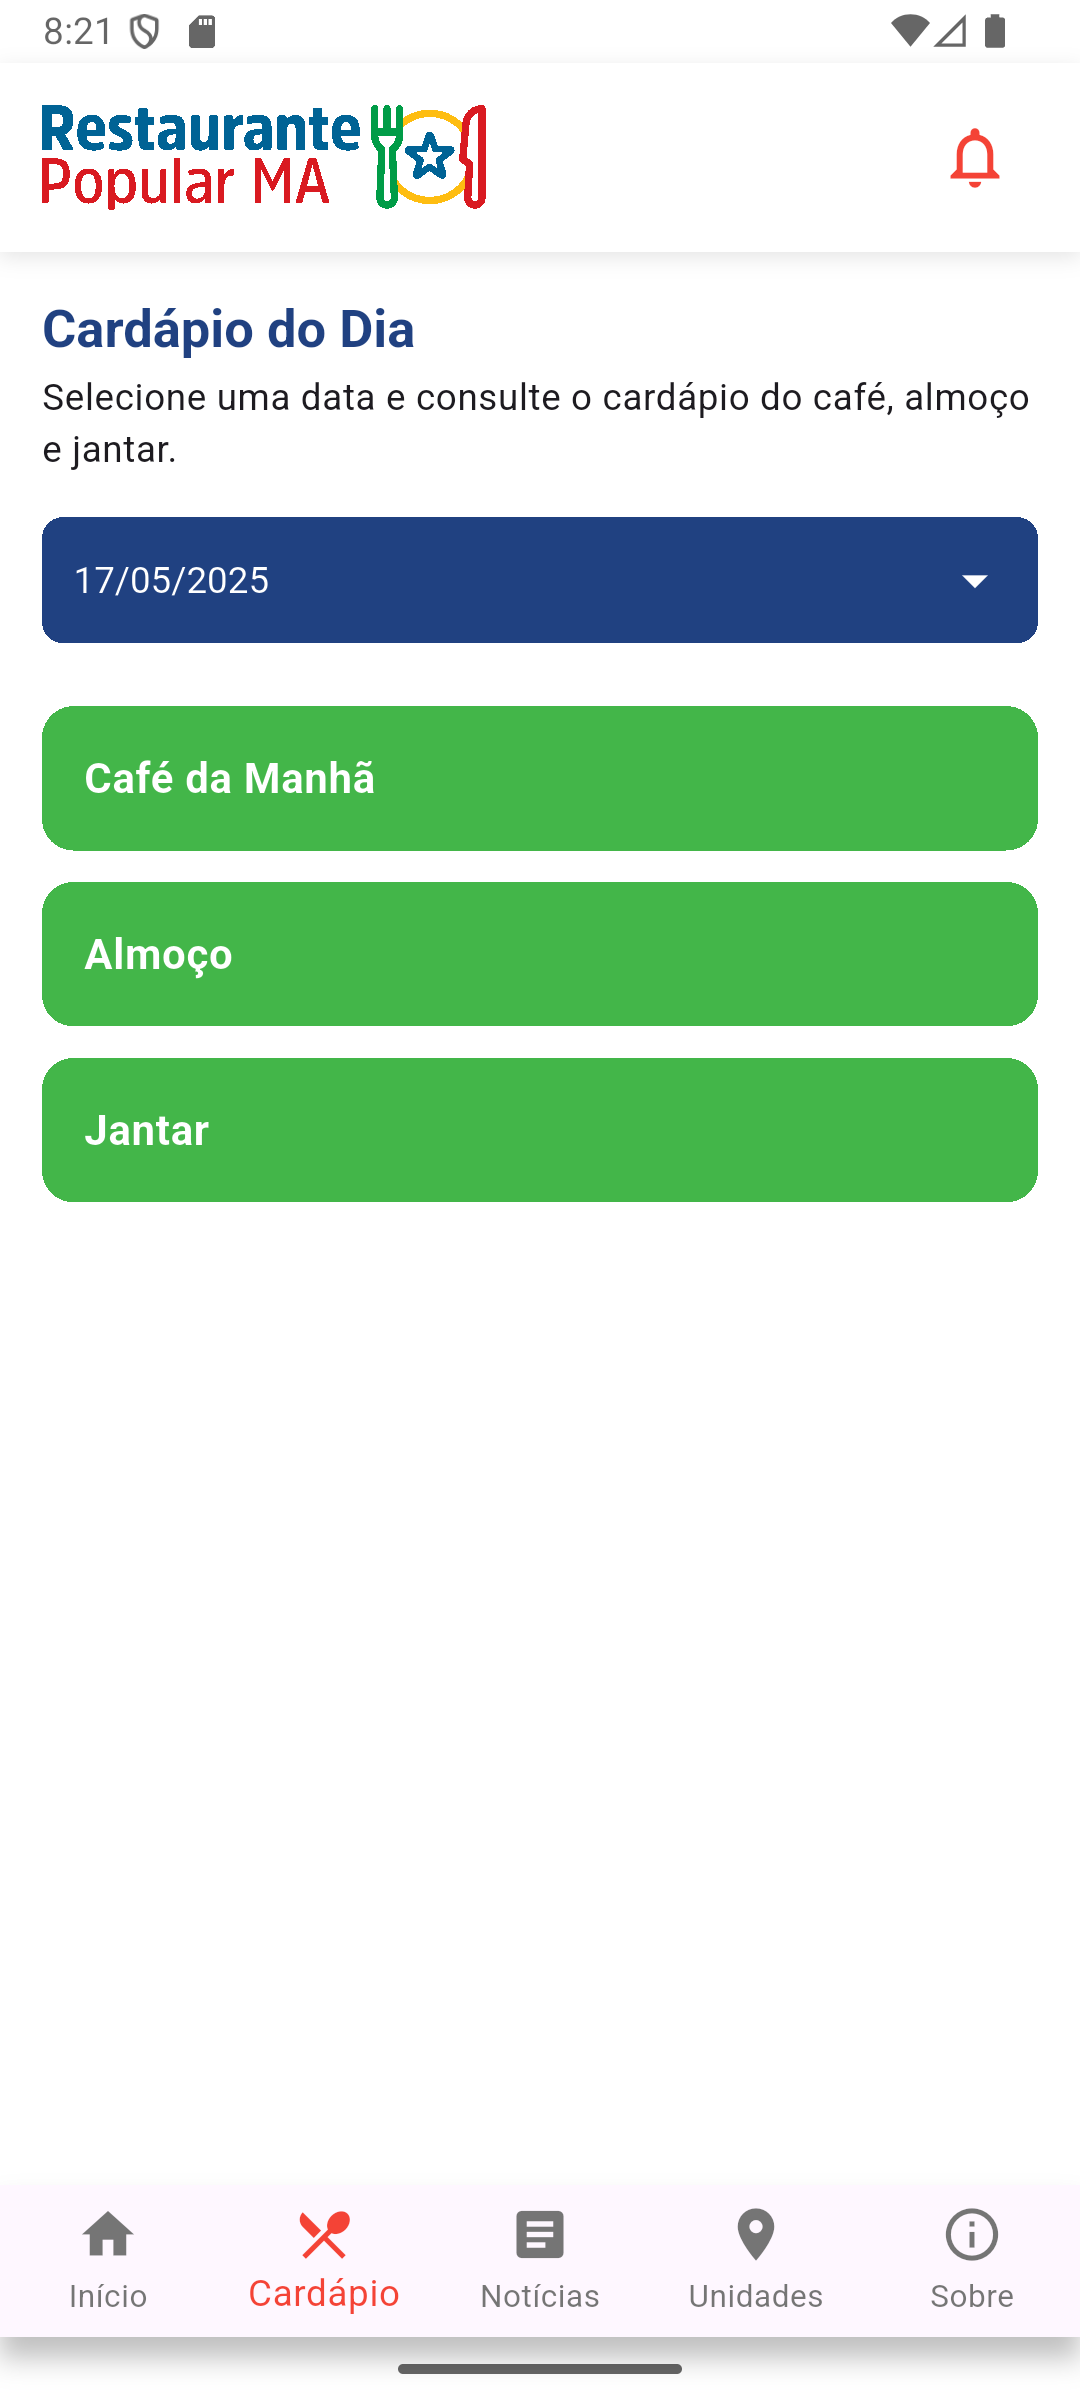 8:21
Restaurante
Popular MA
Cardápio do Dia
Selecione uma data e consulte o cardápio do café, almoço
e jantar.
17/05/2025
Café da Manhã
Almoço
Jantar
Início
Cardápio
Notícias
Unidades
Sobre